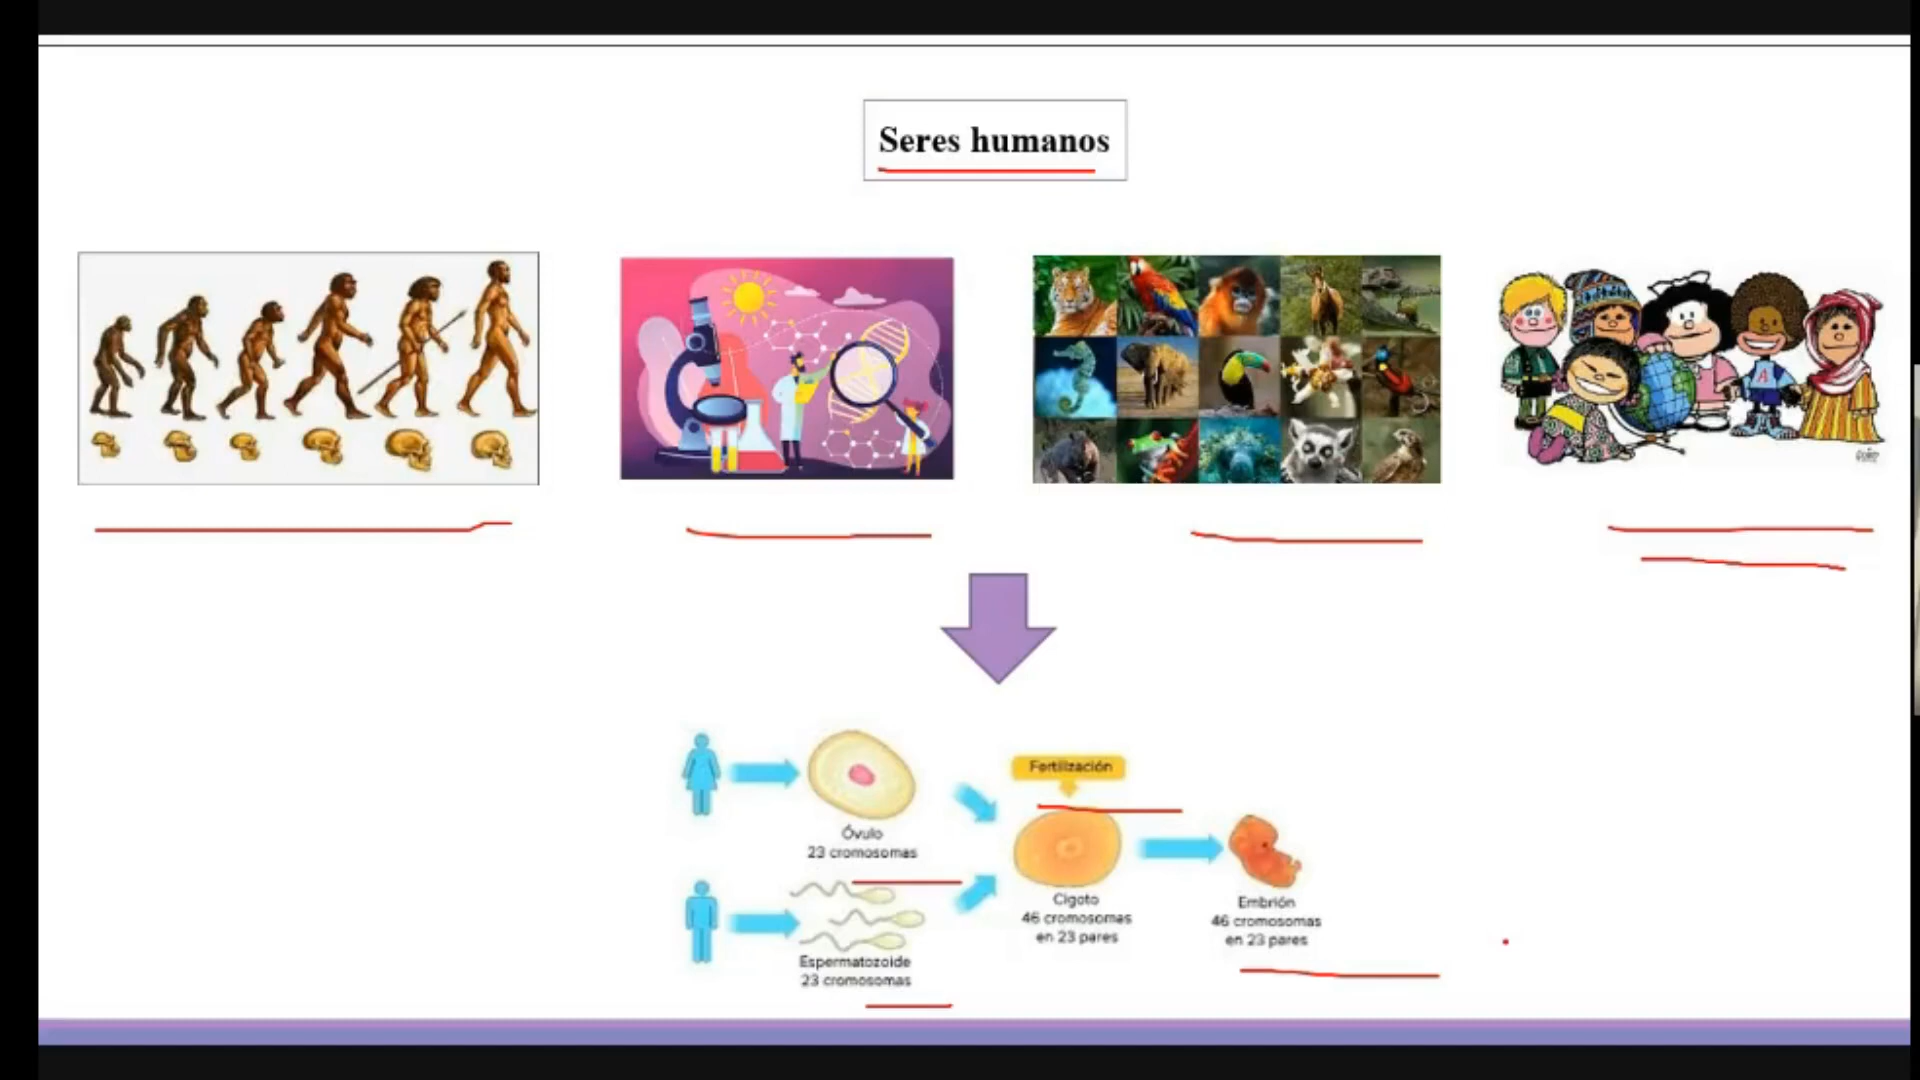 Seres humanos
A
Fertilización
Óvulo
23 cromosomas
Espermatozoide
23 cromosomas
Cigoto
46 cromosomas
en 23 pares
Embrión
46 cromosomas
en 23 pares